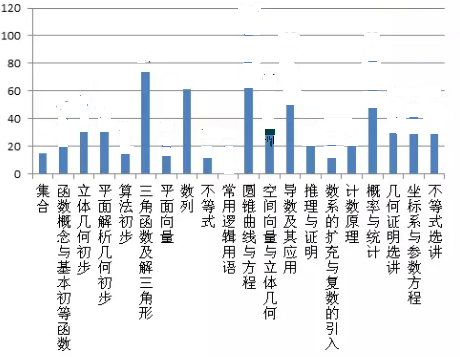 120
100
80
60
40
20
0
集合
函数概念与基本初等函数
立体几何初步
平面解析几何初步
算法初步
三角函数及解三角形
平面向量
数列
不等式
常用逻辑用语
圆锥曲线与方程
空间向量与立体几何
导数及其应用
推理与证明
数系的扩充与复数的引入
计数原理
概率与统计
几何证明选讲
坐标系与参数方程
不等式选讲